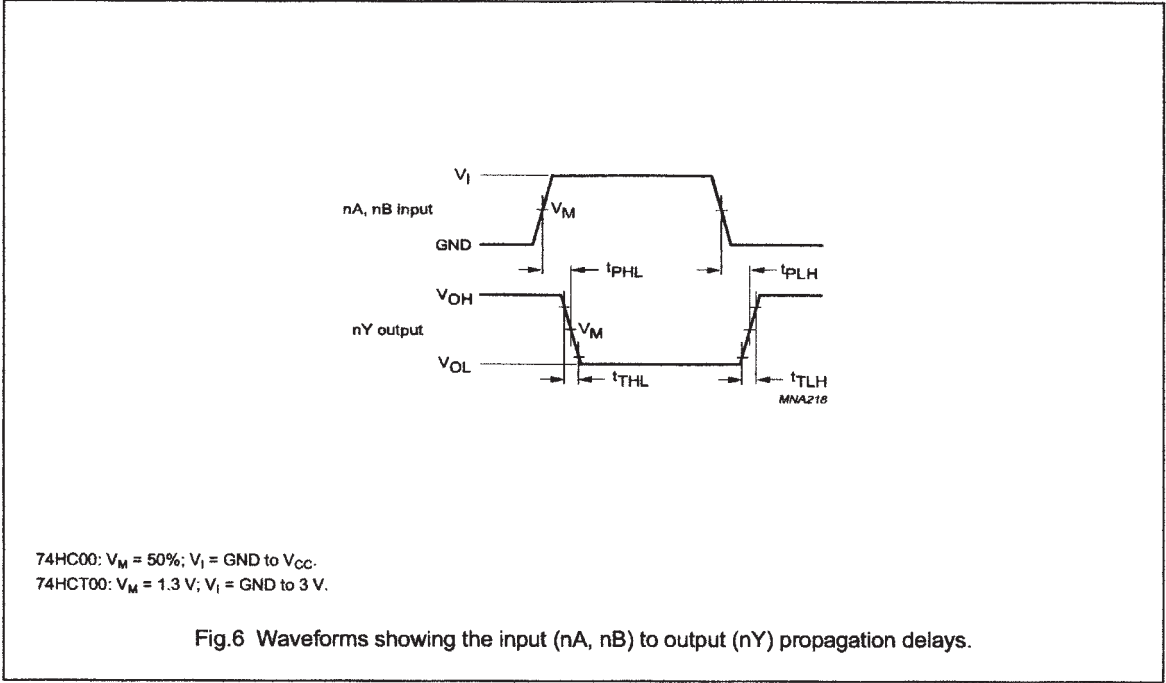 V_I
nA, nB input
V_M
GND
t_PHL
t_PLH
V_OH
nY output
V_M
V_OL
t_THL
t_TLH
MNA218
74HC00: V_M = 50%; V_I = GND to V_CC.
74HCT00: V_M = 1.3 V; V_I = GND to 3 V.
Fig.6 Waveforms showing the input (nA, nB) to output (nY) propagation delays.